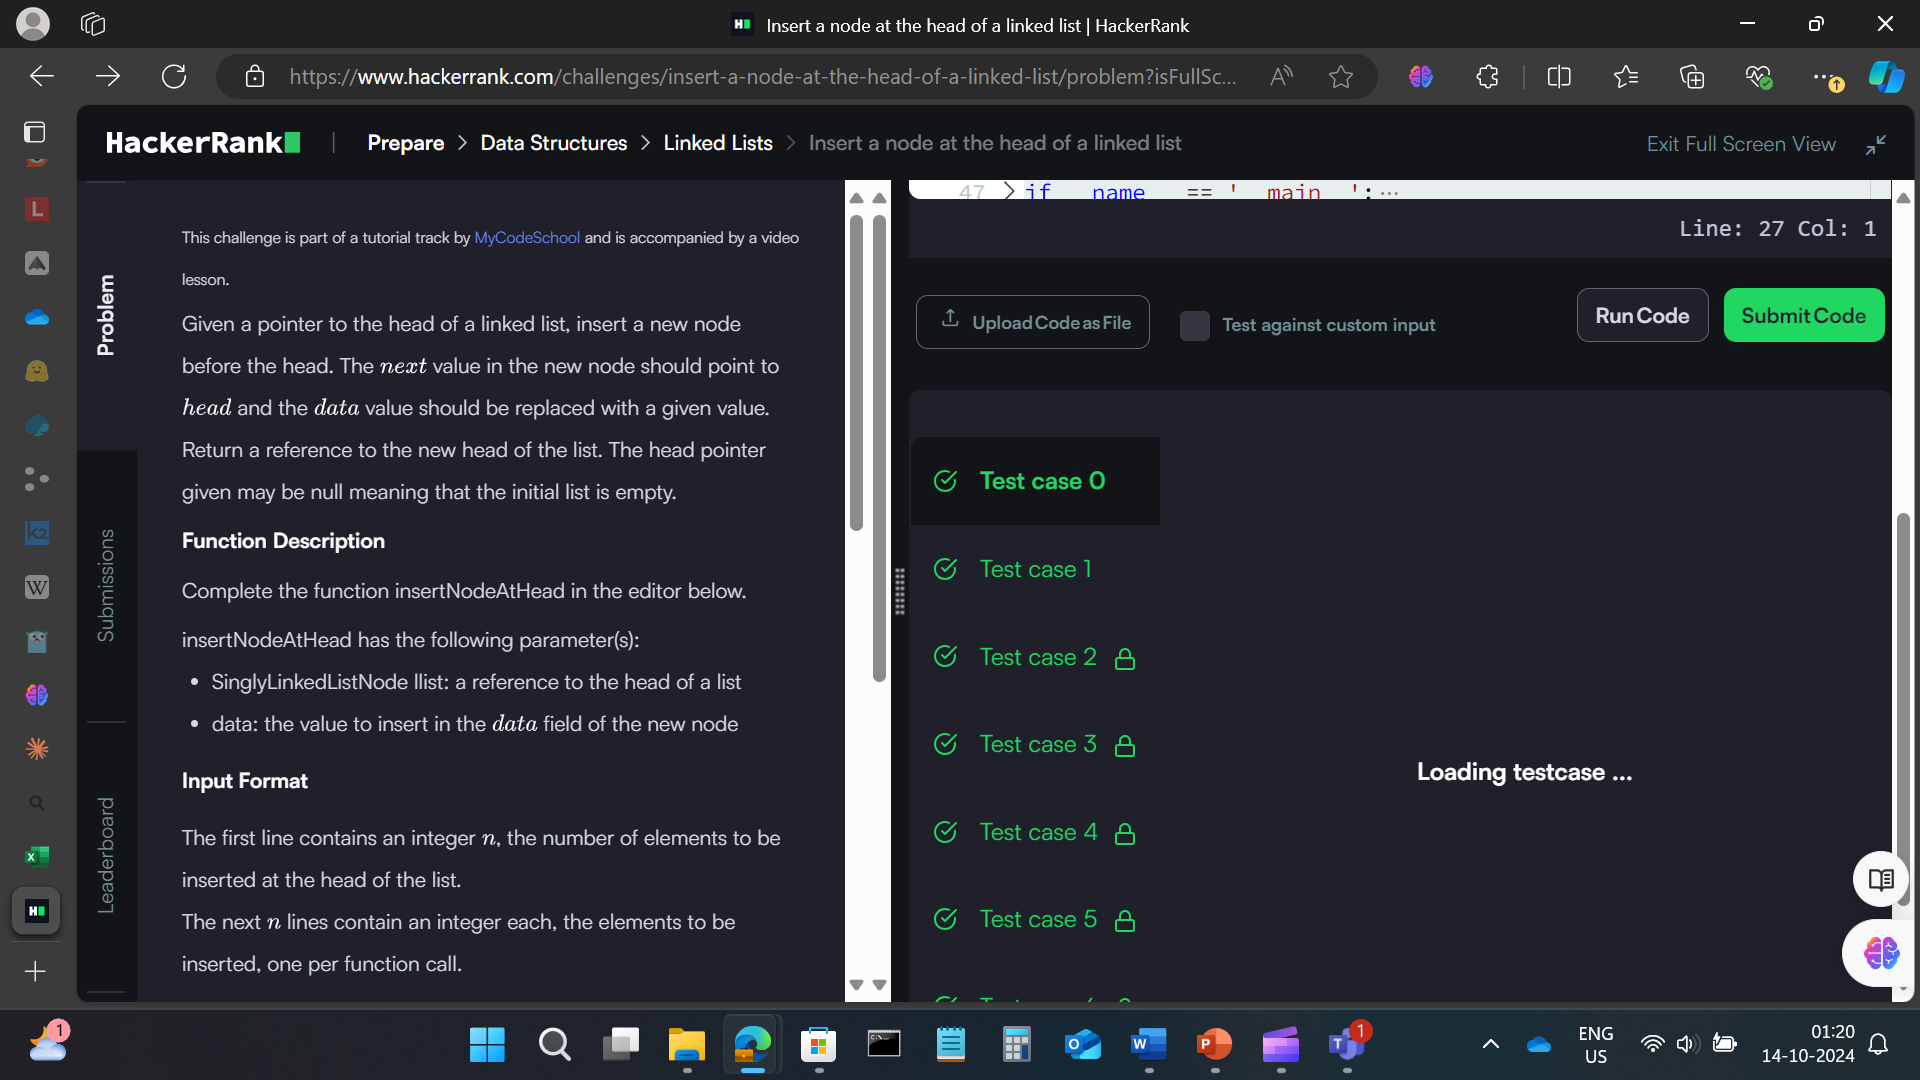 Insert a node at the head of a linked list | HackerRank
https://www.hackerrank.com/challenges/insert-a-node-at-the-head-of-a-linked-list/problem?isFullSc...
HackerRank
Prepare > Data Structures > Linked Lists > Insert a node at the head of a linked list
Exit Full Screen View
Problem
Submissions
Leaderboard
This challenge is part of a tutorial track by MyCodeSchool and is accompanied by a video
lesson.
Given a pointer to the head of a linked list, insert a new node
before the head. The next value in the new node should point to
head and the data value should be replaced with a given value.
Return a reference to the new head of the list. The head pointer
given may be null meaning that the initial list is empty.
Function Description
Complete the function insertNodeAtHead in the editor below.
insertNodeAtHead has the following parameter(s):
• SinglyLinkedListNode llist: a reference to the head of a list
• data: the value to insert in the data field of the new node
Input Format
The first line contains an integer n, the number of elements to be
inserted at the head of the list.
The next n lines contain an integer each, the elements to be
inserted, one per function call.
47 if name == ' main ': ...
Line: 27 Col: 1
Upload Code as File
Test against custom input
Run Code
Submit Code
Test case 0
Test case 1
Test case 2
Test case 3
Test case 4
Test case 5
Loading testcase ...
1
1
ENG
US
01:20
14-10-2024